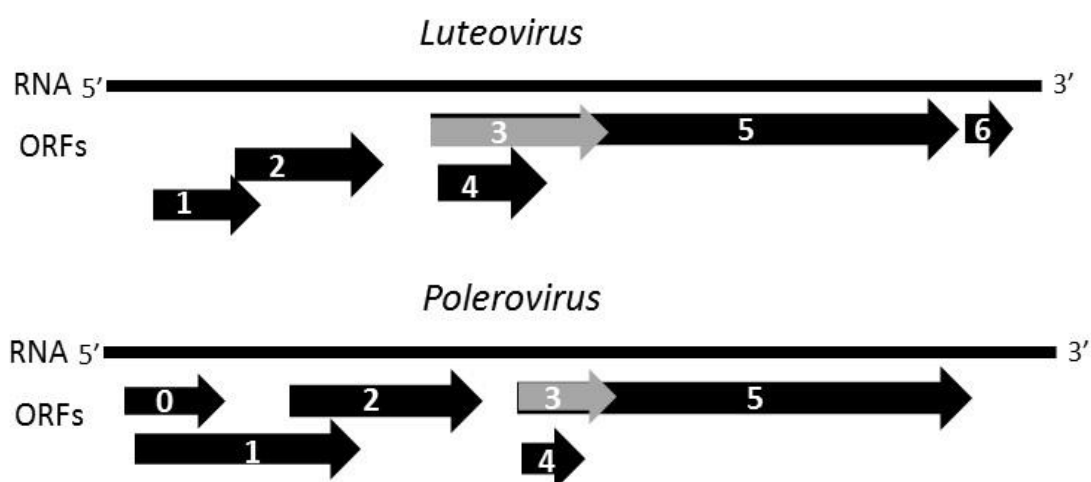 Luteovirus
RNA 5’ 3’
ORFs 3 5 6
2 4
1
Polerovirus
RNA 5’ 3’
ORFs 0 2 3 5
1 4